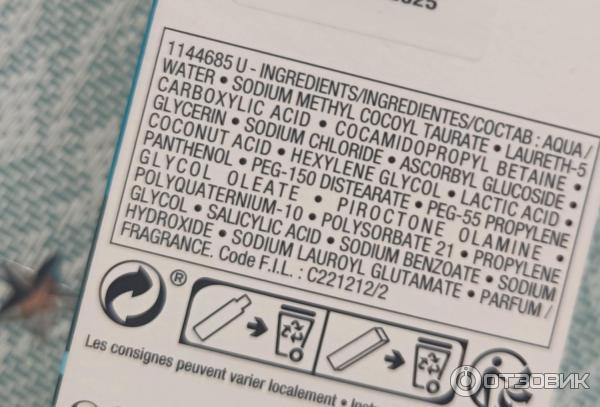 2025
1144685 U - INGREDIENTS/INGREDIENTES/СОСТАВ : AQUA/
WATER • SODIUM METHYL COCOYL TAURATE • LAURETH-5
CARBOXYLIC ACID • COCAMIDOPROPYL BETAINE •
GLYCERIN • SODIUM CHLORIDE • ASCORBYL GLUCOSIDE •
COCONUT ACID • HEXYLENE GLYCOL • LACTIC ACID •
PANTHENOL • PEG-150 DISTEARATE • PEG-55 PROPYLENE
GLYCOL OLEATE • PIROCTONE OLAMINE •
POLYQUATERNIUM-10 • POLYSORBATE 21 • PROPYLENE
GLYCOL • SALICYLIC ACID • SODIUM BENZOATE • SODIUM
HYDROXIDE • SODIUM LAUROYL GLUTAMATE • PARFUM /
FRAGRANCE. Code F.I.L. : C221212/2
®
Les consignes peuvent varier localement •
ОТЗОВИК